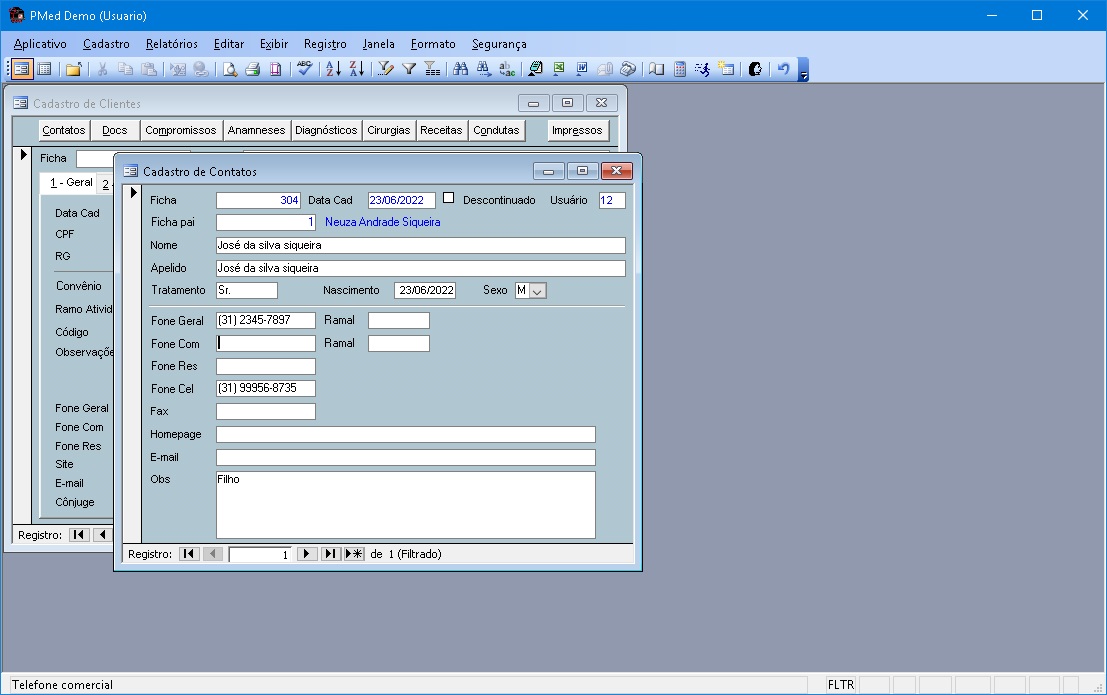 PMed Demo (Usuario)
Aplicativo Cadastro Relatórios Editar Exibir Registro Janela Formato Segurança
Cadastro de Clientes
Contatos Docs Compromissos Anamneses Diagnósticos Cirurgias Receitas Condutas Impressos
Ficha
1 - Geral 2
Data Cad
CPF
RG
Convênio
Ramo Ativid
Código
Observaçõe
Fone Geral
Fone Com
Fone Res
Site
E-mail
Cônjuge
Registro:
Cadastro de Contatos
Ficha 304 Data Cad 23/06/2022 Descontinuado Usuário 12
Ficha pai 1 Neuza Andrade Siqueira
Nome José da silva siqueira
Apelido José da silva siqueira
Tratamento Sr. Nascimento 23/06/2022 Sexo M
Fone Geral (31) 2345-7897 Ramal
Fone Com Ramal
Fone Res
Fone Cel (31) 99956-8735
Fax
Homepage
E-mail
Obs Filho
Registro: 1 de 1 (Filtrado)
Telefone comercial FLTR